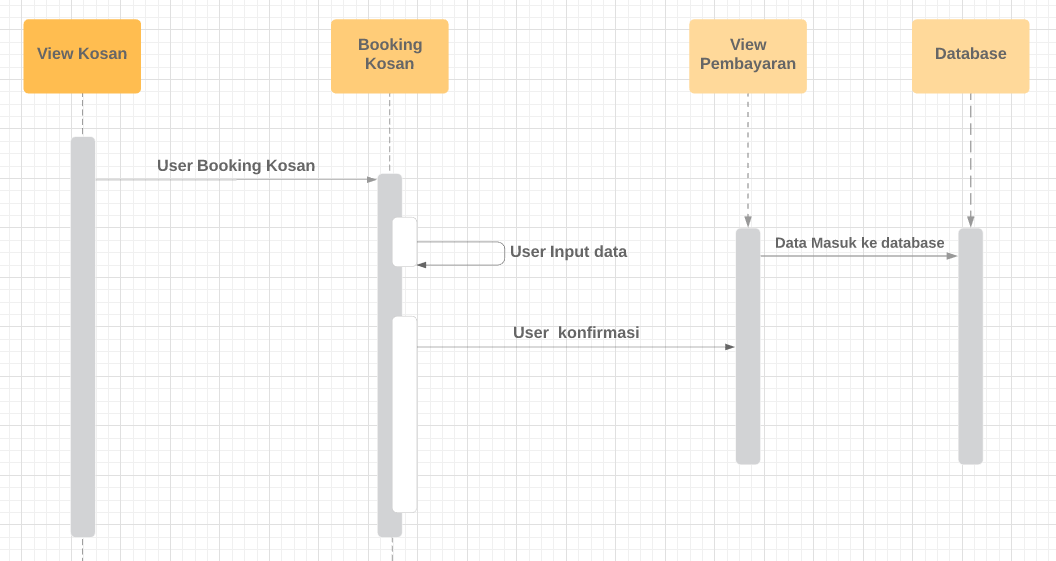 View Kosan
Booking
Kosan
View
Pembayaran
Database
User Booking Kosan
Data Masuk ke database
User Input data
User  konfirmasi